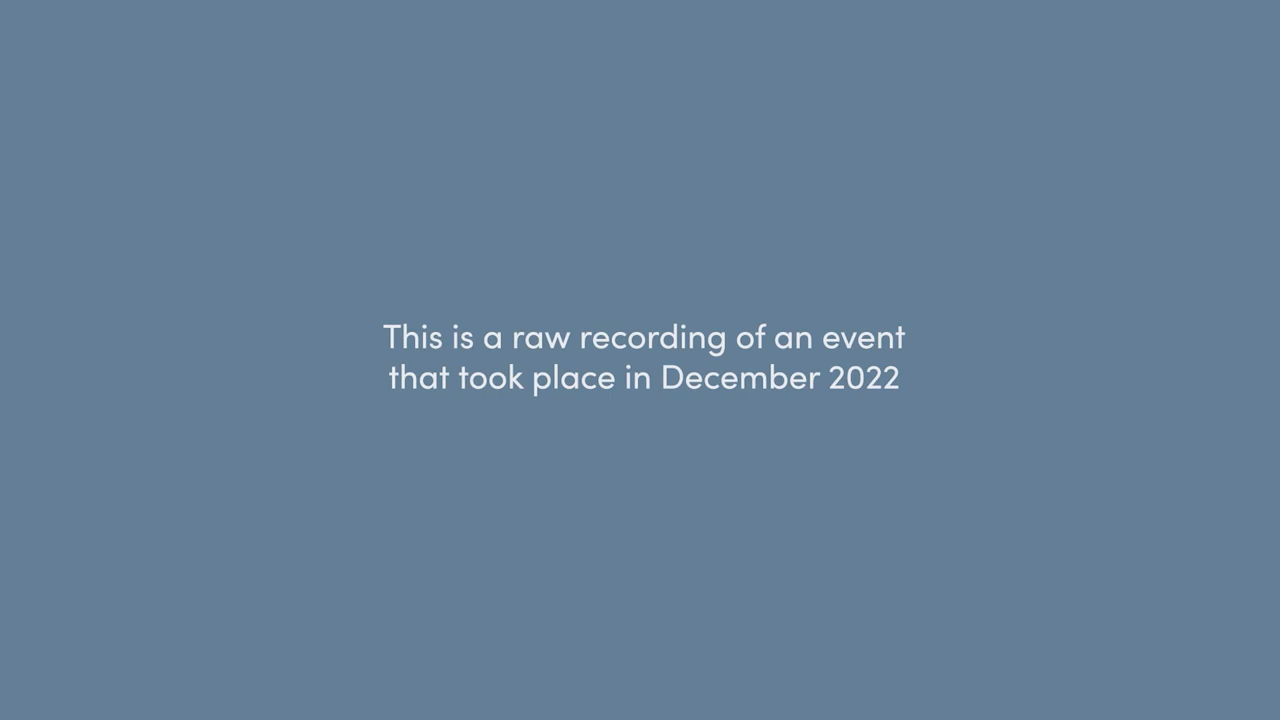 This is a raw recording of an event
that took place in December 2022